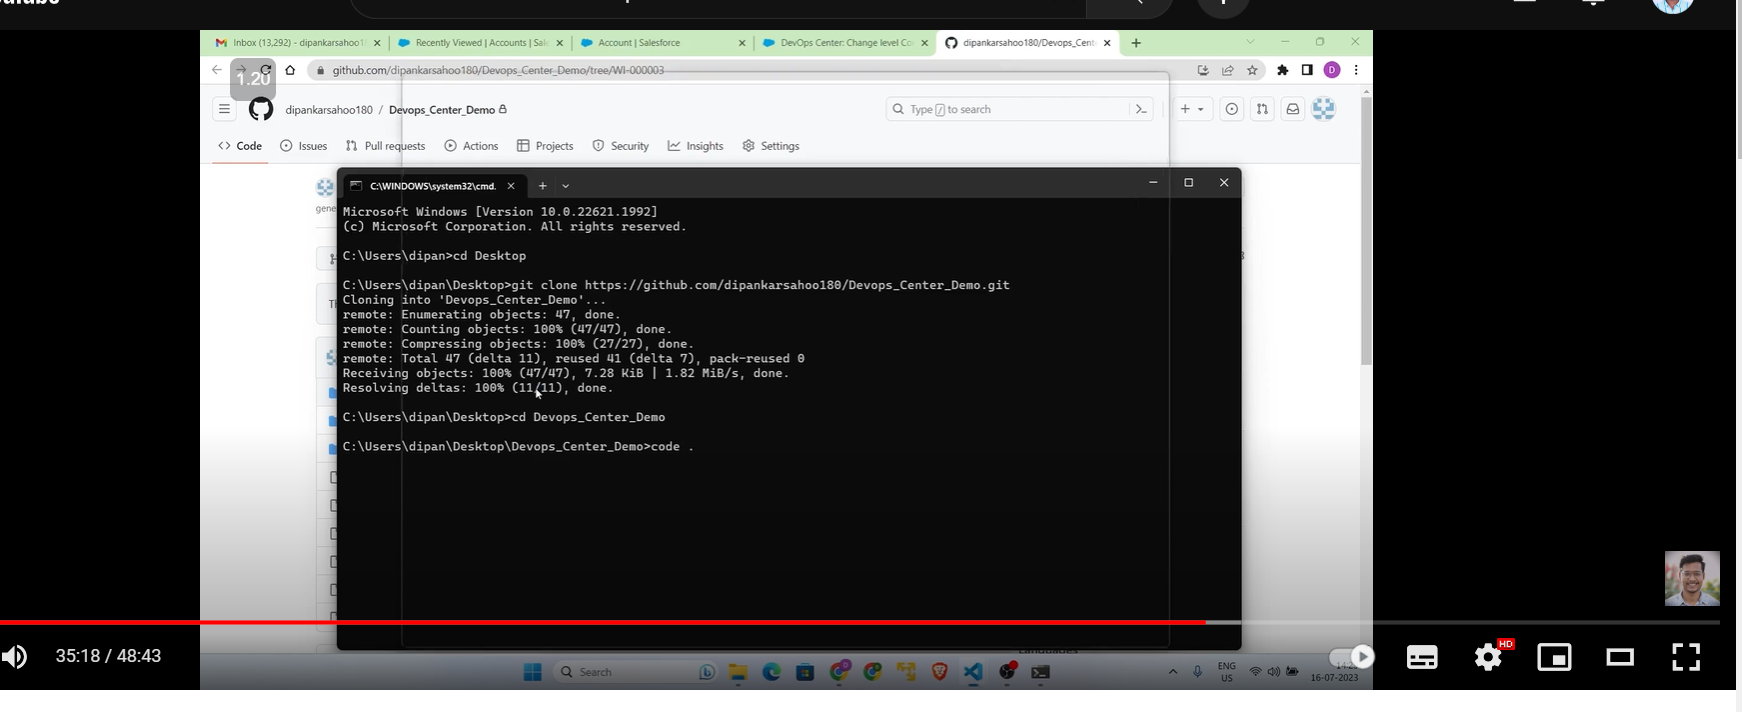 Inbox (13,292) - dipankarsahoo1
Recently Viewed | Accounts | Sal
Account | Salesforce
DevOps Center: Change level Co
dipankarsahoo180/Devops_Cent
1.20
github.com/dipankarsahoo180/Devops_Center_Demo/tree/WI-000003
D
dipankarsahoo180 / Devops_Center_Demo
Type / to search
Code Issues Pull requests Actions Projects Security Insights Settings
C:\WINDOWS\system32\cmd.
gene
Microsoft Windows [Version 10.0.22621.1992]
(c) Microsoft Corporation. All rights reserved.
C:\Users\dipan>cd Desktop
C:\Users\dipan\Desktop>git clone https://github.com/dipankarsahoo180/Devops_Center_Demo.git
Cloning into 'Devops_Center_Demo'...
remote: Enumerating objects: 47, done.
remote: Counting objects: 100% (47/47), done.
remote: Compressing objects: 100% (27/27), done.
remote: Total 47 (delta 11), reused 41 (delta 7), pack-reused 0
Receiving objects: 100% (47/47), 7.28 KiB | 1.82 MiB/s, done.
Resolving deltas: 100% (11/11), done.
C:\Users\dipan\Desktop>cd Devops_Center_Demo
C:\Users\dipan\Desktop\Devops_Center_Demo>code .
35:18 / 48:43
Search
ENG
US
16-07-2023
HD